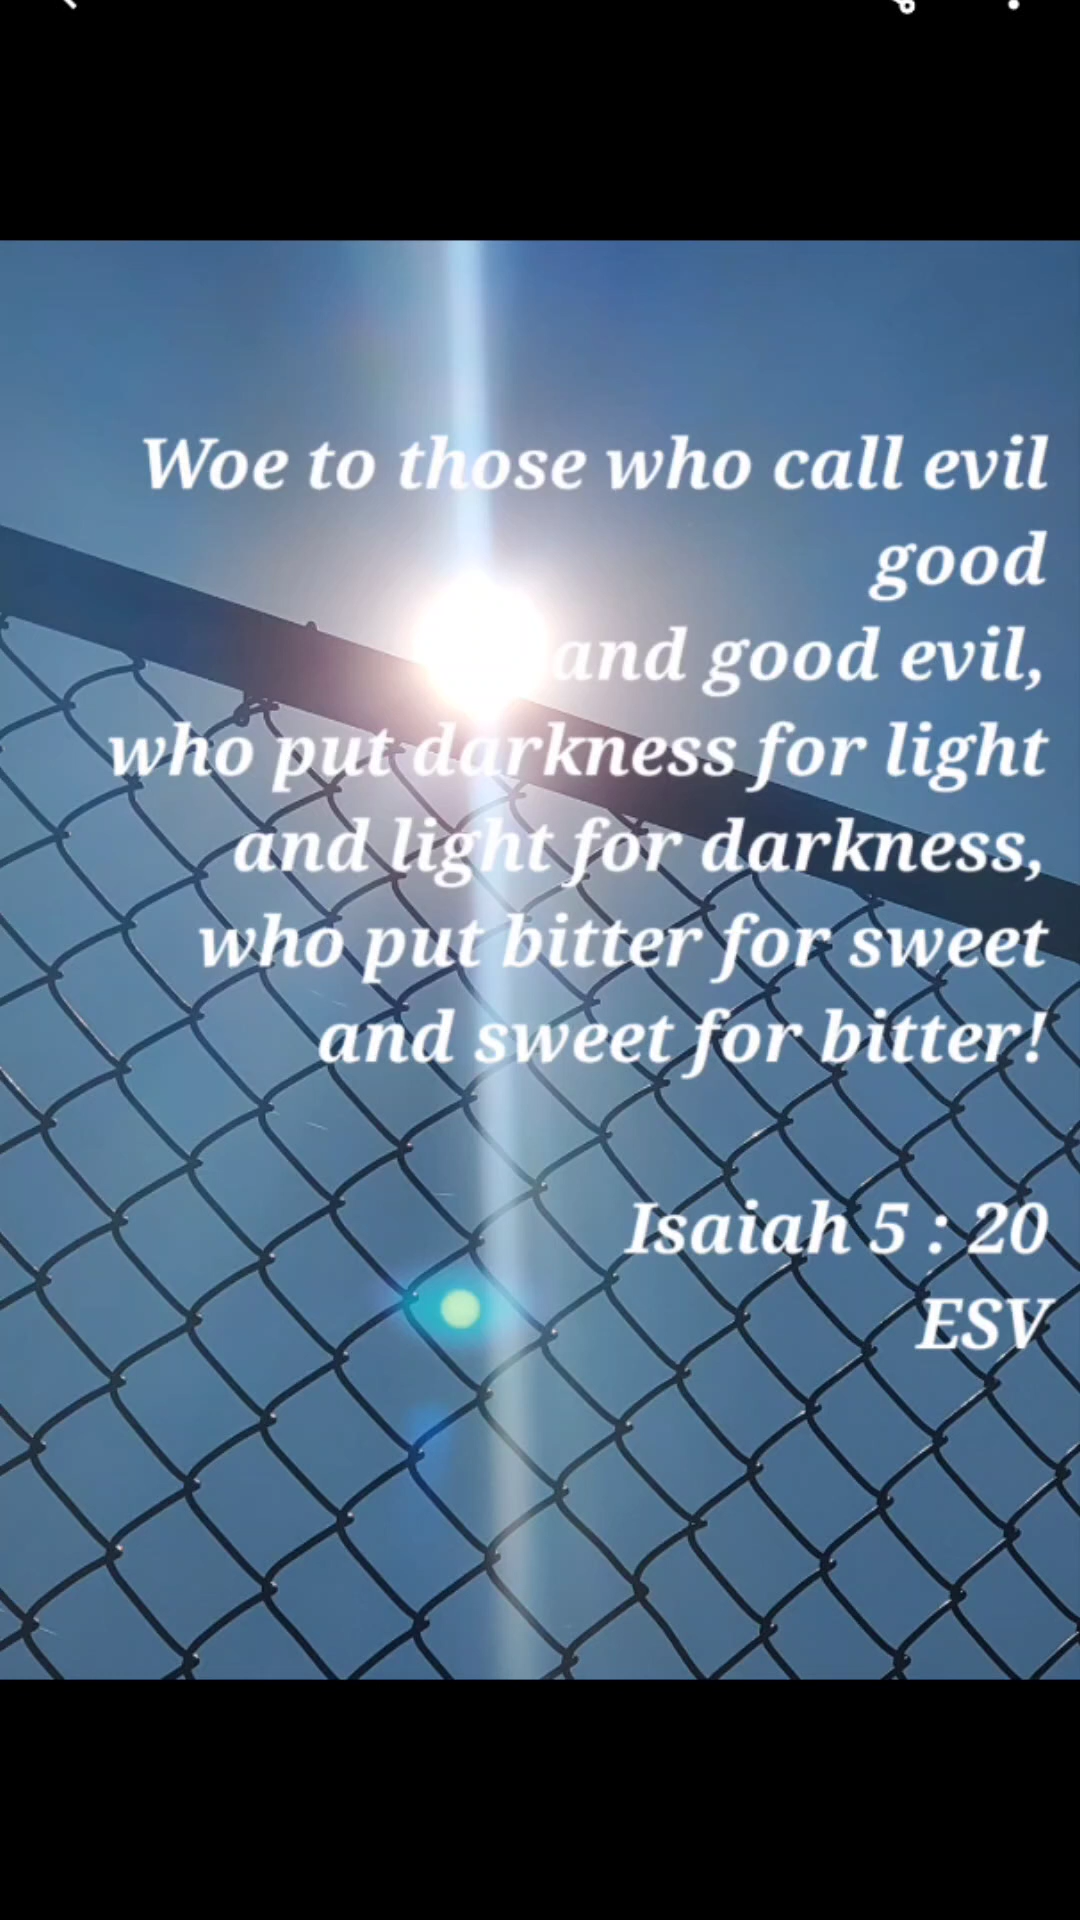 Woe to those who call evil
good
and good evil,
who put darkness for light
and light for darkness,
who put bitter for sweet
and sweet for bitter!
Isaiah 5 : 20
ESV